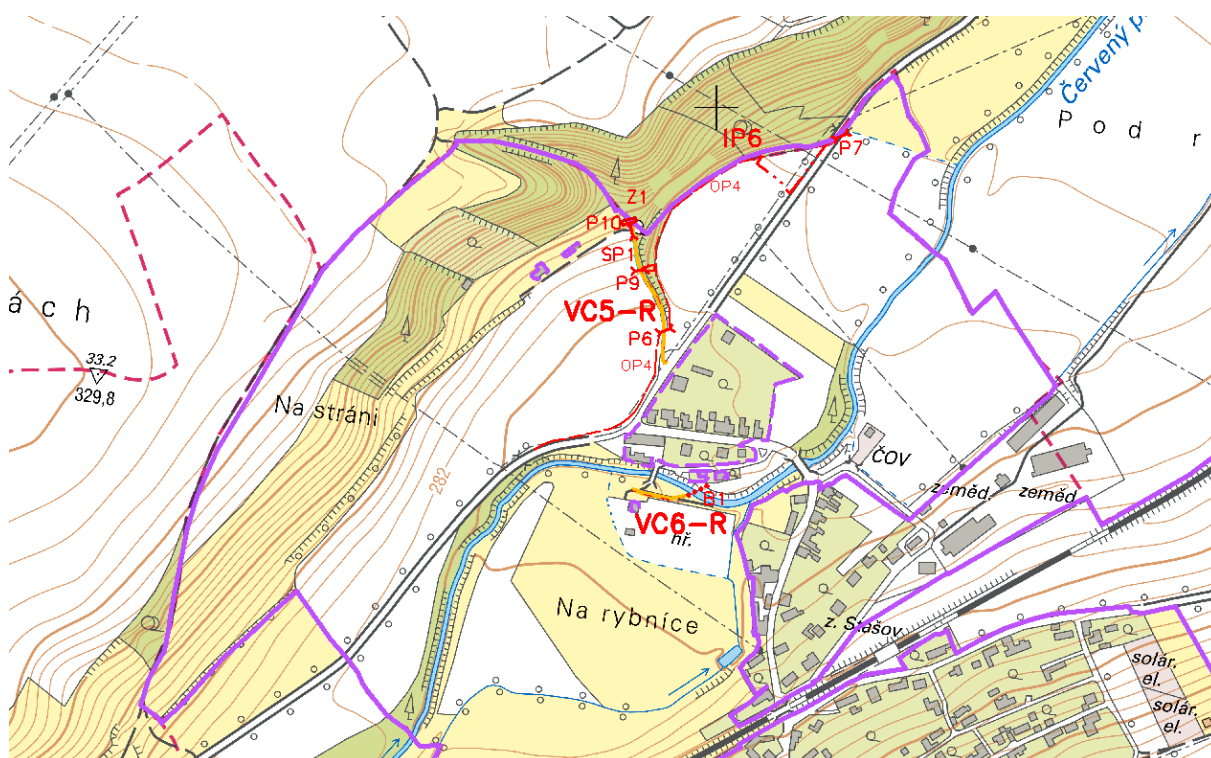 Červený p
P o d r
IP6
P7
OP4
Z1
P10
SP1
P9
VC5-R
P6
OP4
á c h
33.2
329,8
Na stráni
282
ČOV
zeměd.
zeměd
B1
VC6-R
hř.
Na rybníce
z. Stašov
solár.
el.
solár.
el.